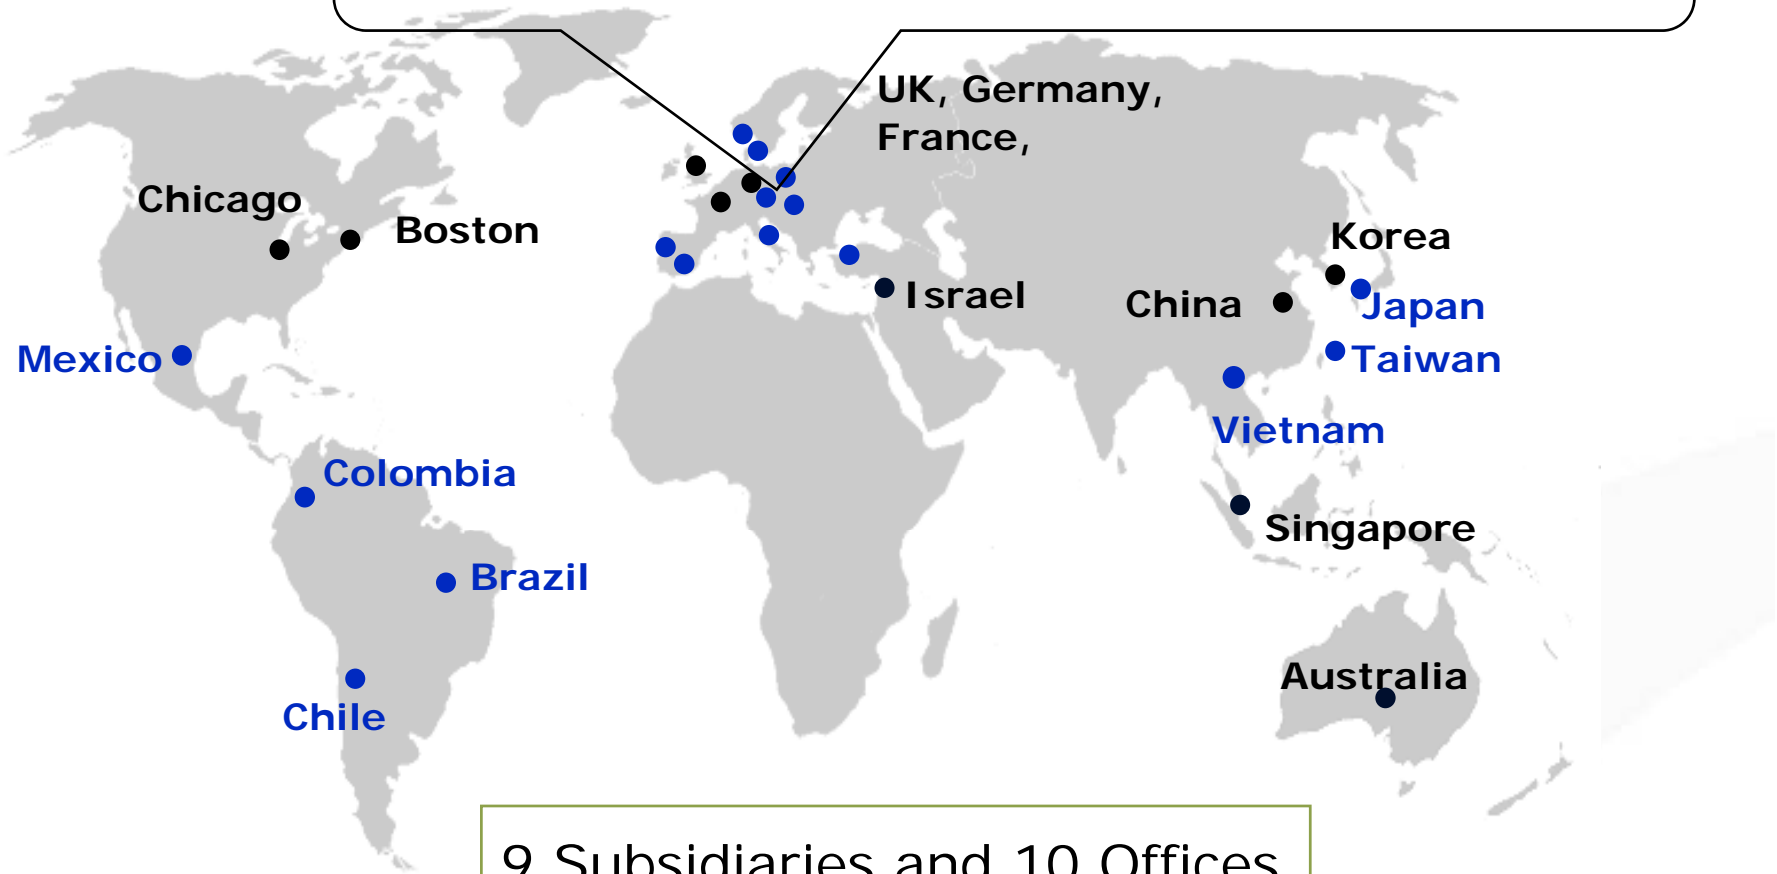 UK, Germany,
France,
Chicago
Boston
Korea
Israel
China
Japan
Mexico
Taiwan
Vietnam
Colombia
Singapore
Brazil
Australia
Chile
9 Subsidiaries and 10 Offices